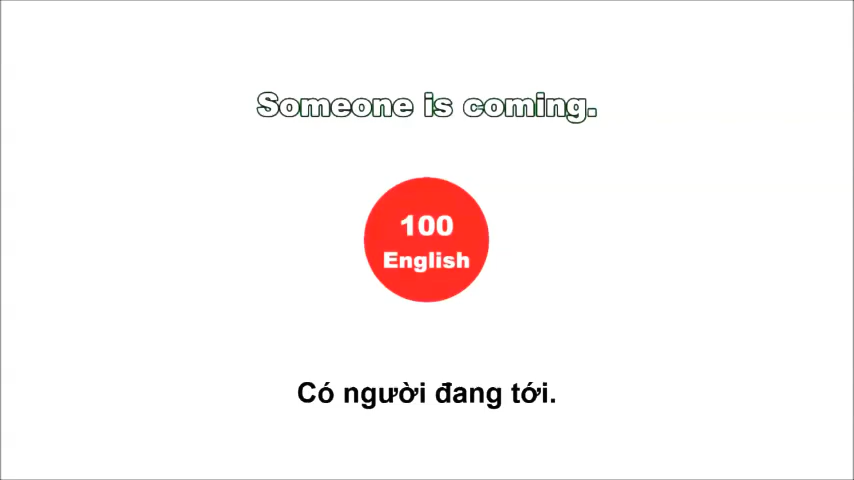 Someone is coming.
100
English
Có người đang tới.